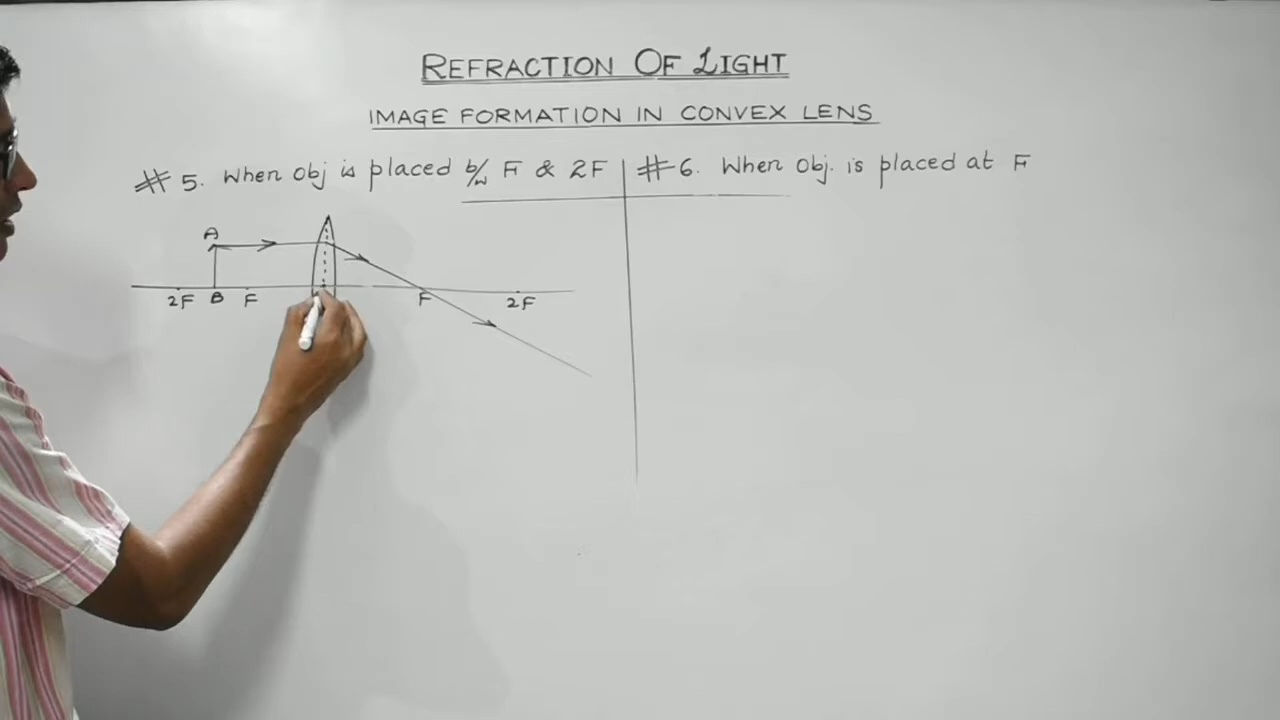 REFRACTION OF LIGHT
IMAGE FORMATION IN CONVEX LENS
# 5. When Obj is placed b/w F & 2F
# 6. When Obj. is placed at F
A
2F B F F 2F